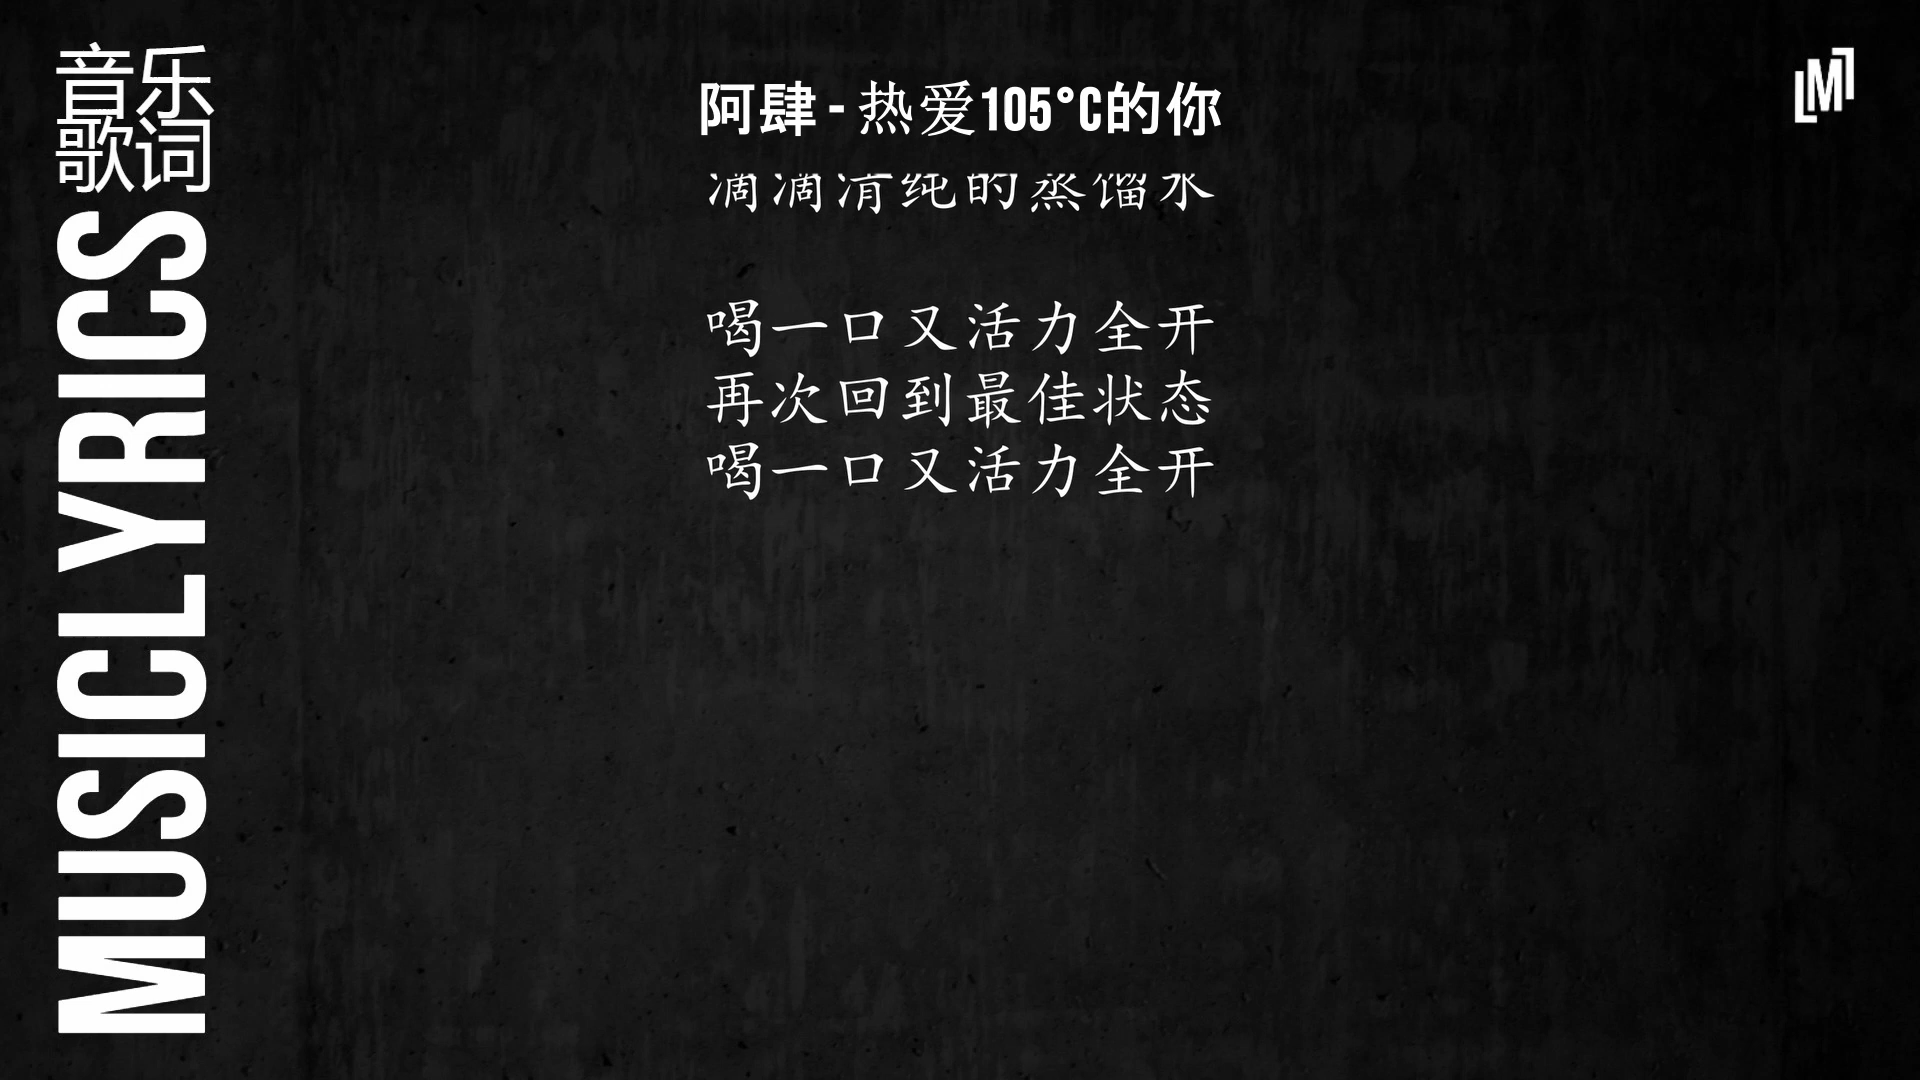 音乐
歌词
MUSICLYRICS
阿肆 - 热爱105°C的你
滴滴清纯的蒸馏水
喝一口又活力全开
再次回到最佳状态
喝一口又活力全开
LM